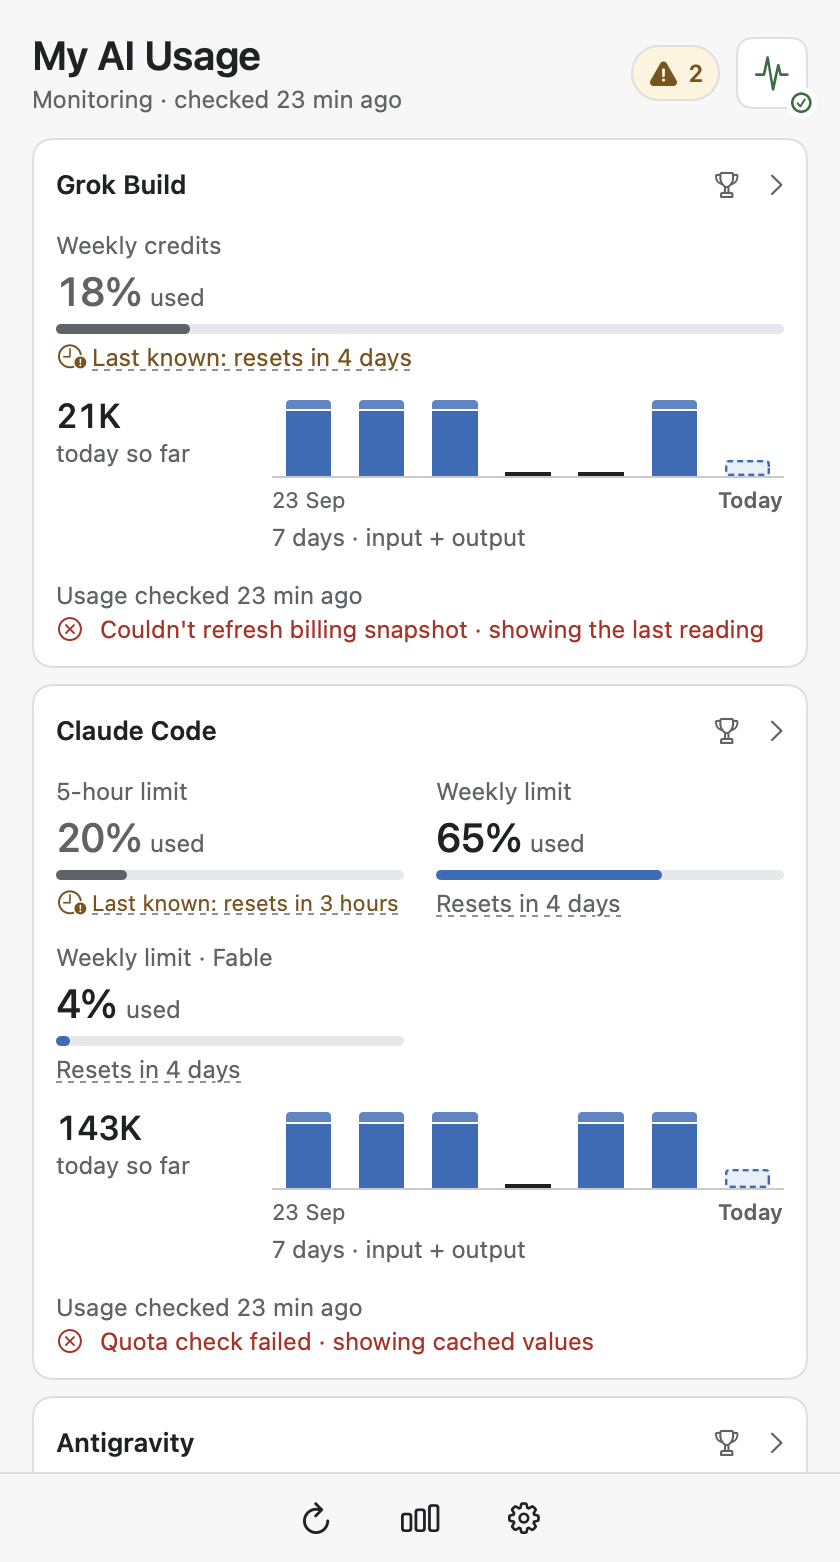 My AI Usage
Monitoring · checked 23 min ago
2
Grok Build
Weekly credits
18% used
Last known: resets in 4 days
21K
today so far
23 Sep
Today
7 days · input + output
Usage checked 23 min ago
Couldn't refresh billing snapshot · showing the last reading
Claude Code
5-hour limit
20% used
Last known: resets in 3 hours
Weekly limit
65% used
Resets in 4 days
Weekly limit · Fable
4% used
Resets in 4 days
143K
today so far
23 Sep
Today
7 days · input + output
Usage checked 23 min ago
Quota check failed · showing cached values
Antigravity